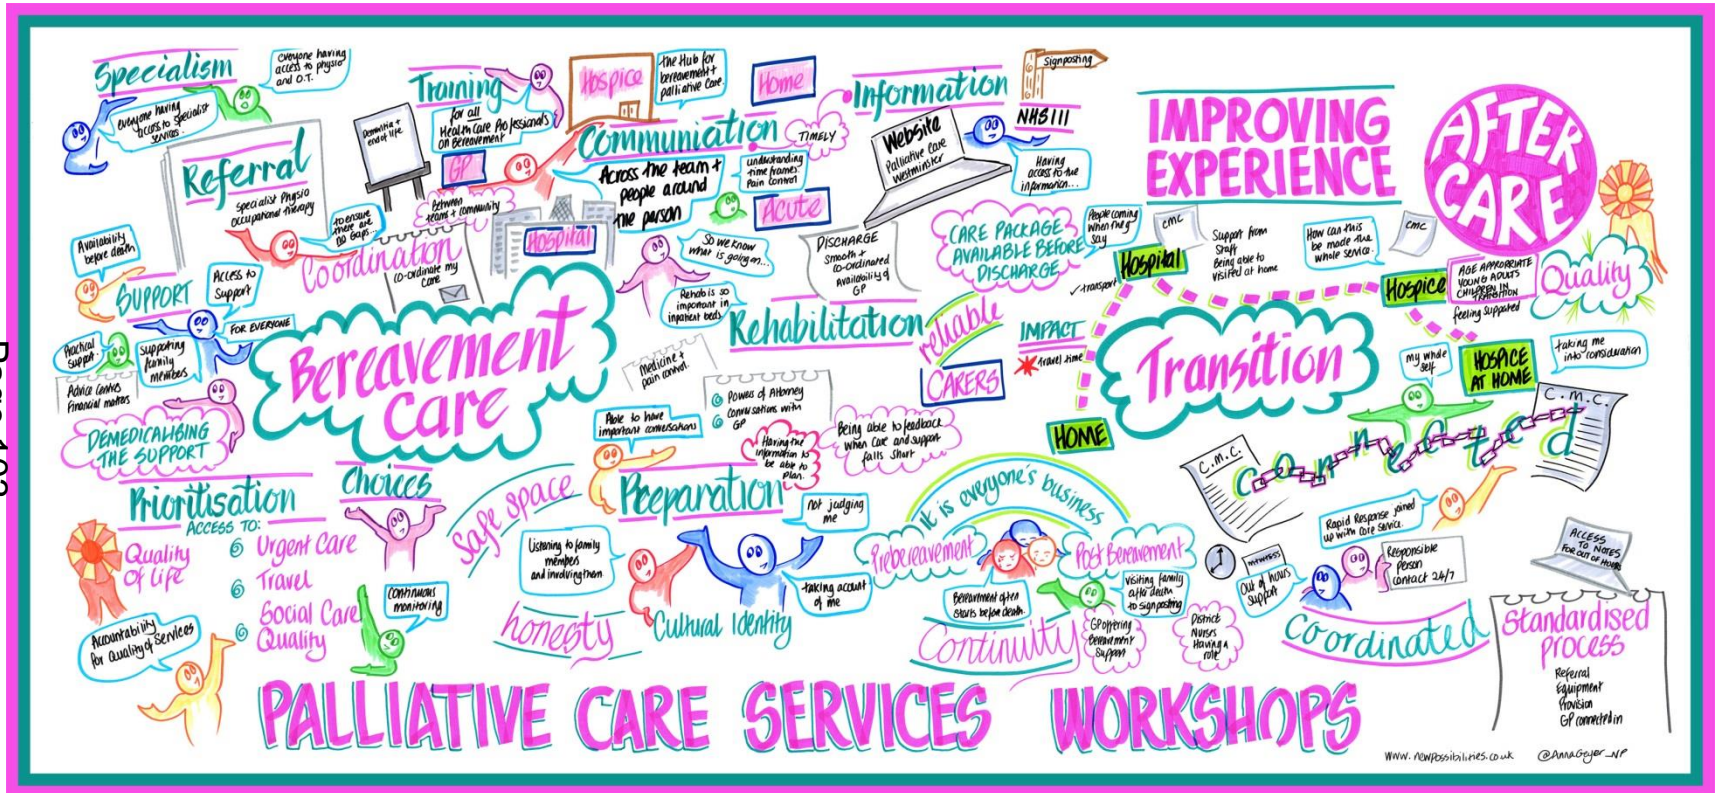 Specialism
everyone having
access to physio
and O.T.
everyone having
access to specialist
services.
Referral
Specialist Physio
Occupational Therapy
to ensure
there are
no Gaps...
Training
for all
Health Care Professionals
on Bereavement
Dementia +
end of life
GP
Between
teams + community
Coordination
co-ordinate my
care
Hospice
the Hub for
bereavement +
palliative Care.
Home
Communication
TIMELY
Across the team +
people around
the person
understanding
time frames.
Pain control
Acute
Hospital
Information
Signposting
NHS111
Website
Palliative Care
Westminster
Having
access to the
information...
So we know
what is going on...
DISCHARGE
Smooth +
co-ordinated
Availability of
GP
CARE PACKAGE
AVAILABLE BEFORE
DISCHARGE
Rehab is so
important in
inpatient beds
Rehabilitation
reliable
CARERS
IMPROVING
EXPERIENCE
AFTER
CARE
Quality
People coming
when they
say
CMC
Hospital
✓ transport
Support from
Staff
Being able to
visited at home
How can this
be made the
whole service.
CMC
Hospice
AGE APPROPRIATE
YOUNG ADULTS
CHILDREN IN
TRANSITION
feeling supported
IMPACT
travel time
Transition
HOME
my whole
self
HOSPICE
AT HOME
taking me
into consideration
C.M.C.
C.M.C.
connected
Availability
before death
SUPPORT
Access to
Support
FOR EVERYONE
Practical
support.
Supporting
family
members
Advice centres
Financial matters
DEMEDICALISING
THE SUPPORT
Bereavement
care
medicine +
pain control.
Powers of Attorney
conversations with
GP
Able to have
important conversations
Having the
information to
be able to
plan.
Being able to feedback
when care and support
falls short
Preparation
Prioritisation
ACCESS TO:
Urgent Care
Travel
Social Care
Quality
Quality
of Life
Accountability
for Quality of Services
Choices
continuous
monitoring
Safe space
Listening to family
members
and involving them
honesty
not judging
me
taking account
of me
Cultural Identity
it is everyone's business
Prebereavement
Post Bereavement
Bereavement often
starts before death.
visiting family
after death
to signposting
Continuity
GP offering
Bereavement
Support
District
Nurses
Having a
role
Rapid Response joined
up with core service.
MTWTFSS
Out of hours
support
Responsible
Person
contact 24/7
Coordinated
ACCESS
TO NOTES
FOR OUT OF HOURS
Standardised
process
Referral
Equipment
Provision
GP connected in
PALLIATIVE CARE SERVICES WORKSHOPS
www.newpossibilities.co.uk @AnnaGeyer_NP